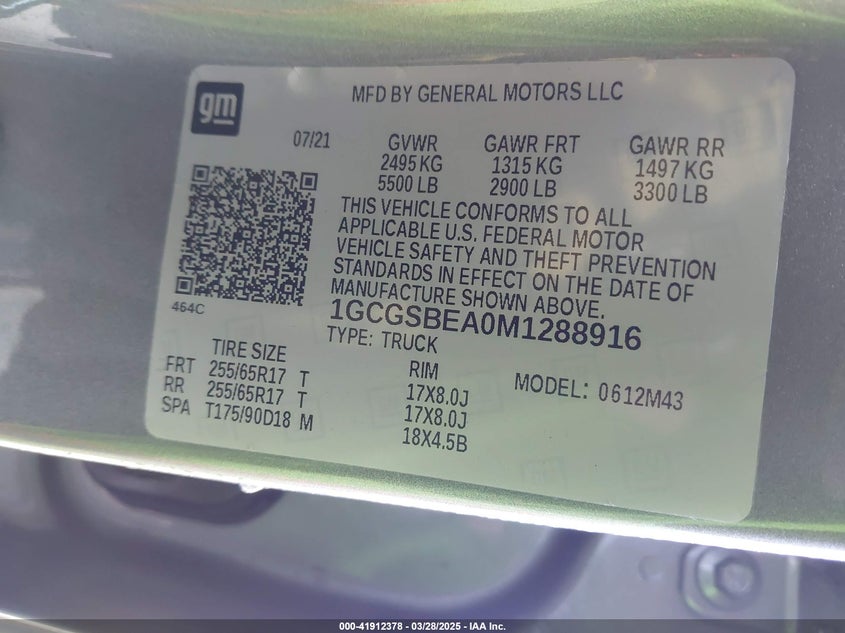 gm
MFD BY GENERAL MOTORS LLC
07/21 GVWR GAWR FRT GAWR RR
2495 KG 1315 KG 1497 KG
5500 LB 2900 LB 3300 LB
THIS VEHICLE CONFORMS TO ALL
APPLICABLE U.S. FEDERAL MOTOR
VEHICLE SAFETY AND THEFT PREVENTION
STANDARDS IN EFFECT ON THE DATE OF
MANUFACTURE SHOWN ABOVE.
464C
1GCGSBEA0M1288916
TYPE: TRUCK
TIRE SIZE RIM MODEL: 0612M43
FRT 255/65R17 T 17X8.0J
RR 255/65R17 T 17X8.0J
SPA T175/90D18 M 18X4.5B
000-41912378 - 03/28/2025 - IAA Inc.